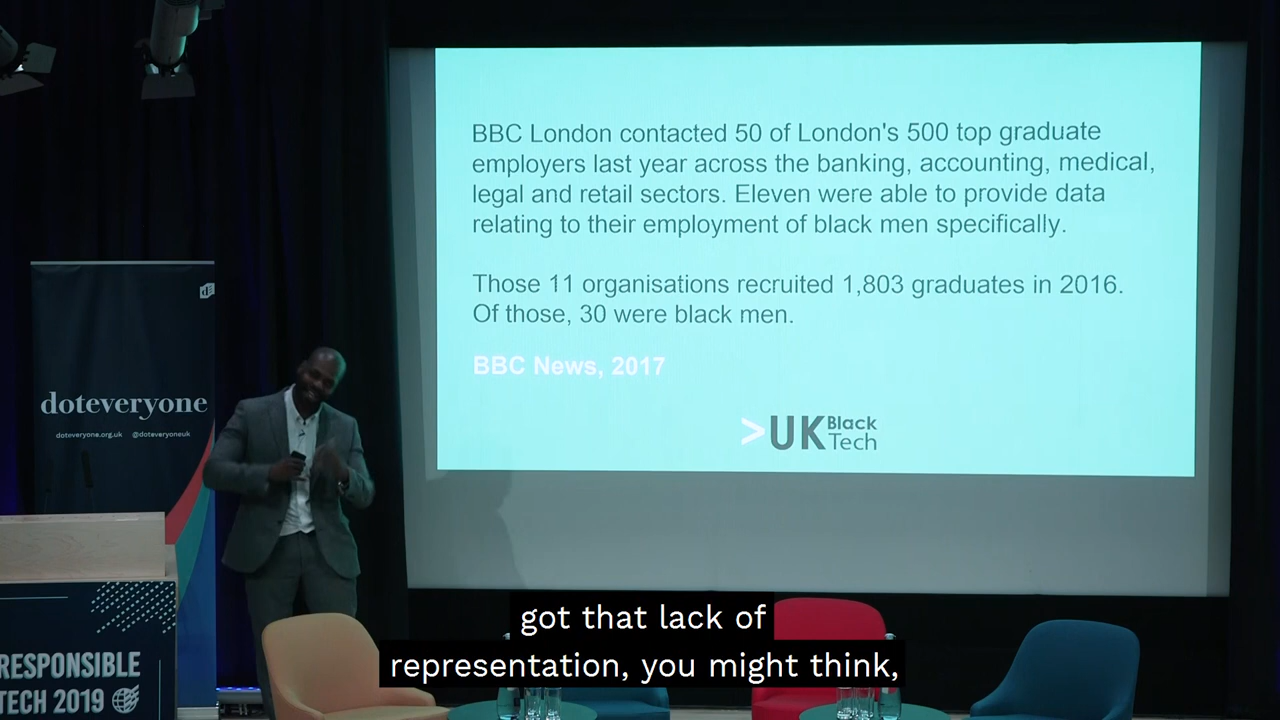 BBC London contacted 50 of London's 500 top graduate
employers last year across the banking, accounting, medical,
legal and retail sectors. Eleven were able to provide data
relating to their employment of black men specifically.
Those 11 organisations recruited 1,803 graduates in 2016.
Of those, 30 were black men.
BBC News, 2017
>UK Black
Tech
doteveryone
doteveryone.org.uk @doteveryoneuk
RESPONSIBLE
TECH 2019
got that lack of
representation, you might think,